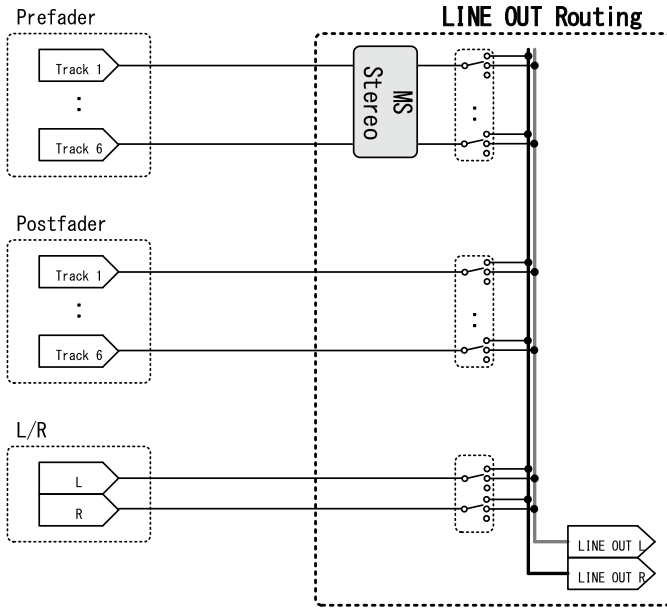 LINE OUT Routing
Prefader
Track 1
:
Track 6
MS
Stereo
:
Postfader
Track 1
:
Track 6
:
L/R
L
R
LINE OUT L
LINE OUT R